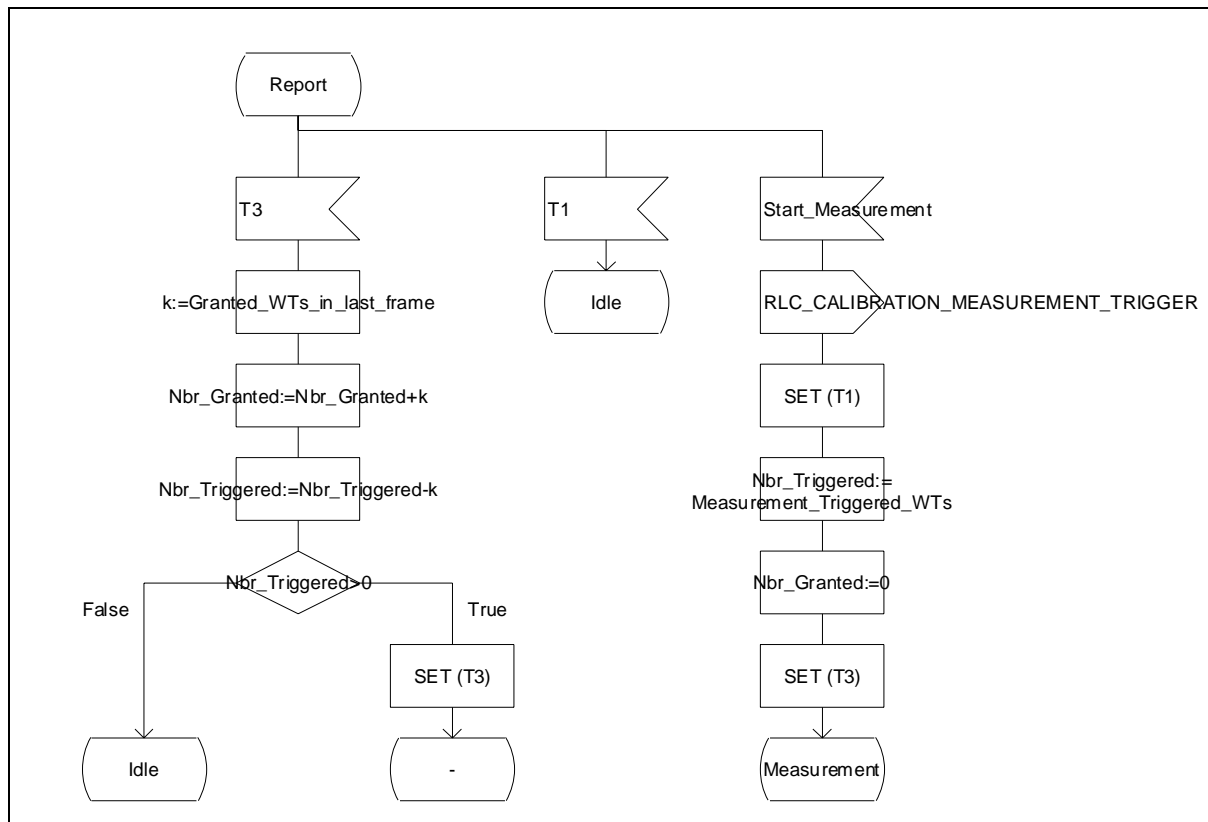 Report
T3
T1
Start_Measurement
k:=Granted_WTs_in_last_frame
Idle
RLC_CALIBRATION_MEASUREMENT_TRIGGER
Nbr_Granted:=Nbr_Granted+k
SET (T1)
Nbr_Triggered:=Nbr_Triggered-k
Nbr_Triggered:=
Measurement_Triggered_WTs
Nbr_Triggered>0
Nbr_Granted:=0
False
True
SET (T3)
SET (T3)
Idle
-
Measurement